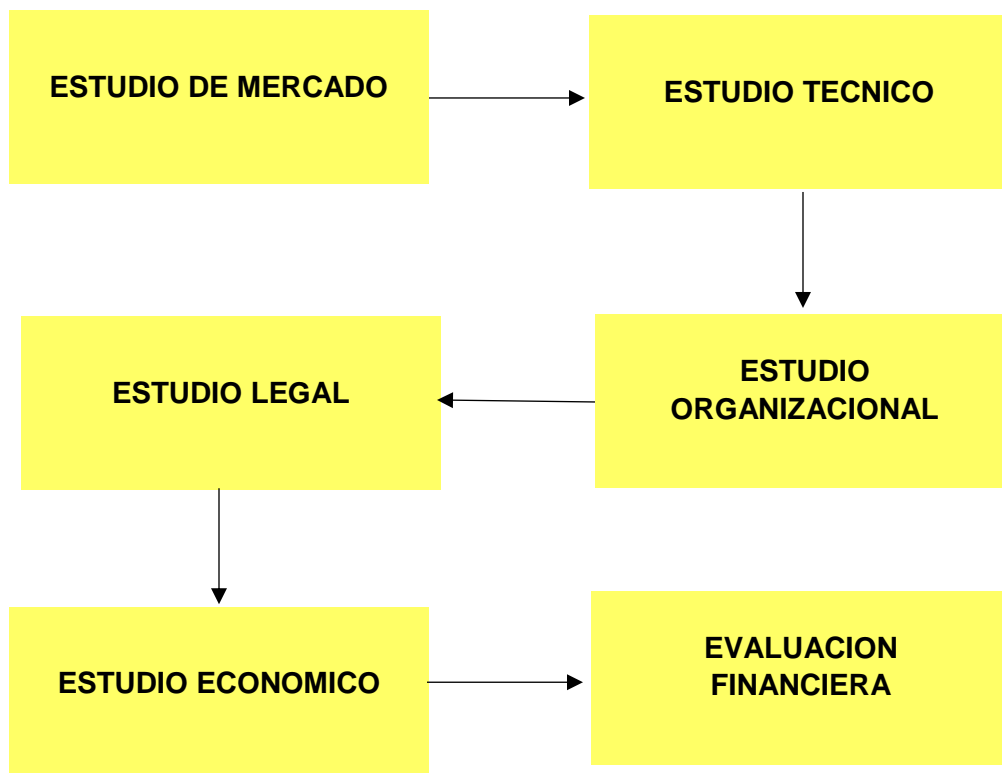 ESTUDIO DE MERCADO
ESTUDIO TECNICO
ESTUDIO
ORGANIZACIONAL
ESTUDIO LEGAL
ESTUDIO ECONOMICO
EVALUACION
FINANCIERA